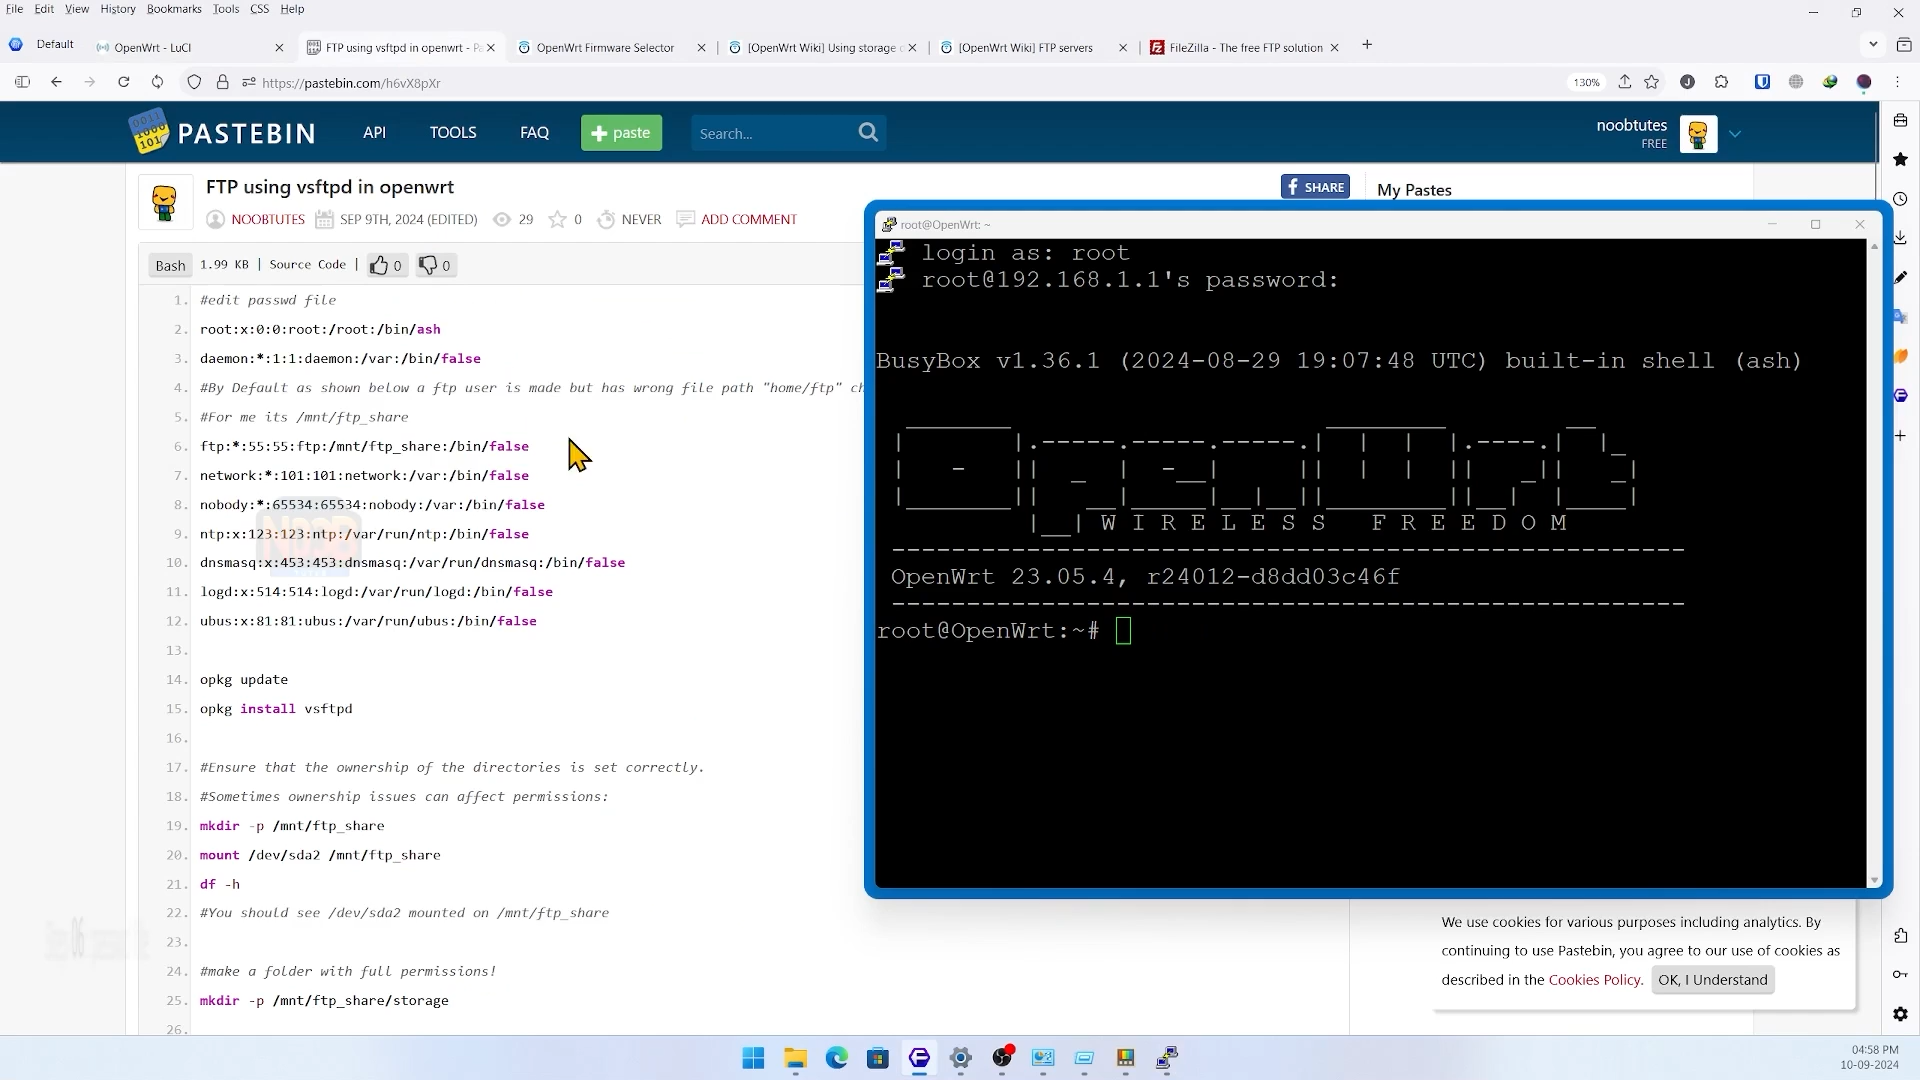 File Edit View History Bookmarks Tools CSS Help
Default
OpenWrt - LuCI
FTP using vsftpd in openwrt - Pa
OpenWrt Firmware Selector
[OpenWrt Wiki] Using storage
[OpenWrt Wiki] FTP servers
FileZilla - The free FTP solution
https://pastebin.com/h6vX8pXr
130%
PASTEBIN
API TOOLS FAQ
paste
Search...
noobtutes
FREE
FTP using vsftpd in openwrt
NOOBTUTES SEP 9TH, 2024 (EDITED) 29 0 NEVER ADD COMMENT
SHARE
My Pastes
Bash 1.99 KB | Source Code | 0 0
1. #edit passwd file
2. root:x:0:0:root:/root:/bin/ash
3. daemon:*:1:1:daemon:/var:/bin/false
4. #By Default as shown below a ftp user is made but has wrong file path "home/ftp" ch
5. #For me its /mnt/ftp_share
6. ftp:*:55:55:ftp:/mnt/ftp_share:/bin/false
7. network:*:101:101:network:/var:/bin/false
8. nobody:*:65534:65534:nobody:/var:/bin/false
9. ntp:x:123:123:ntp:/var/run/ntp:/bin/false
10. dnsmasq:x:453:453:dnsmasq:/var/run/dnsmasq:/bin/false
11. logd:x:514:514:logd:/var/run/logd:/bin/false
12. ubus:x:81:81:ubus:/var/run/ubus:/bin/false
13.
14. opkg update
15. opkg install vsftpd
16.
17. #Ensure that the ownership of the directories is set correctly.
18. #Sometimes ownership issues can affect permissions:
19. mkdir -p /mnt/ftp_share
20. mount /dev/sda2 /mnt/ftp_share
21. df -h
22. #You should see /dev/sda2 mounted on /mnt/ftp_share
23.
24. #make a folder with full permissions!
25. mkdir -p /mnt/ftp_share/storage
26.
NOOB
root@OpenWrt: ~
login as: root
root@192.168.1.1's password:
BusyBox v1.36.1 (2024-08-29 19:07:48 UTC) built-in shell (ash)
OpenWrt
WIRELESS FREEDOM
OpenWrt 23.05.4, r24012-d8dd03c46f
root@OpenWrt:~#
We use cookies for various purposes including analytics. By
continuing to use Pastebin, you agree to our use of cookies as
described in the Cookies Policy. OK, I Understand
04:58 PM
10-09-2024